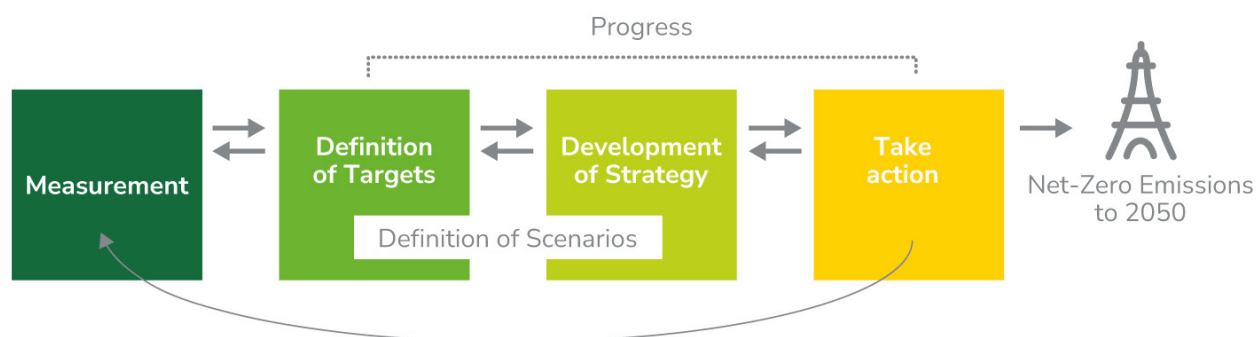 Progress
Measurement
Definition
of Targets
Development
of Strategy
Take
action
Definition of Scenarios
Net-Zero Emissions
to 2050